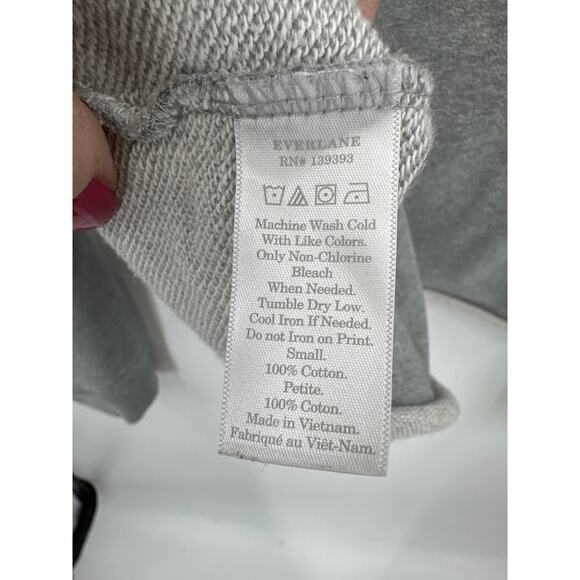 EVERLANE
RN# 139393
Machine Wash Cold
With Like Colors.
Only Non-Chlorine
Bleach
When Needed.
Tumble Dry Low.
Cool Iron If Needed.
Do not Iron on Print.
Small.
100% Cotton.
Petite.
100% Coton.
Made in Vietnam.
Fabriqué au Viêt-Nam.